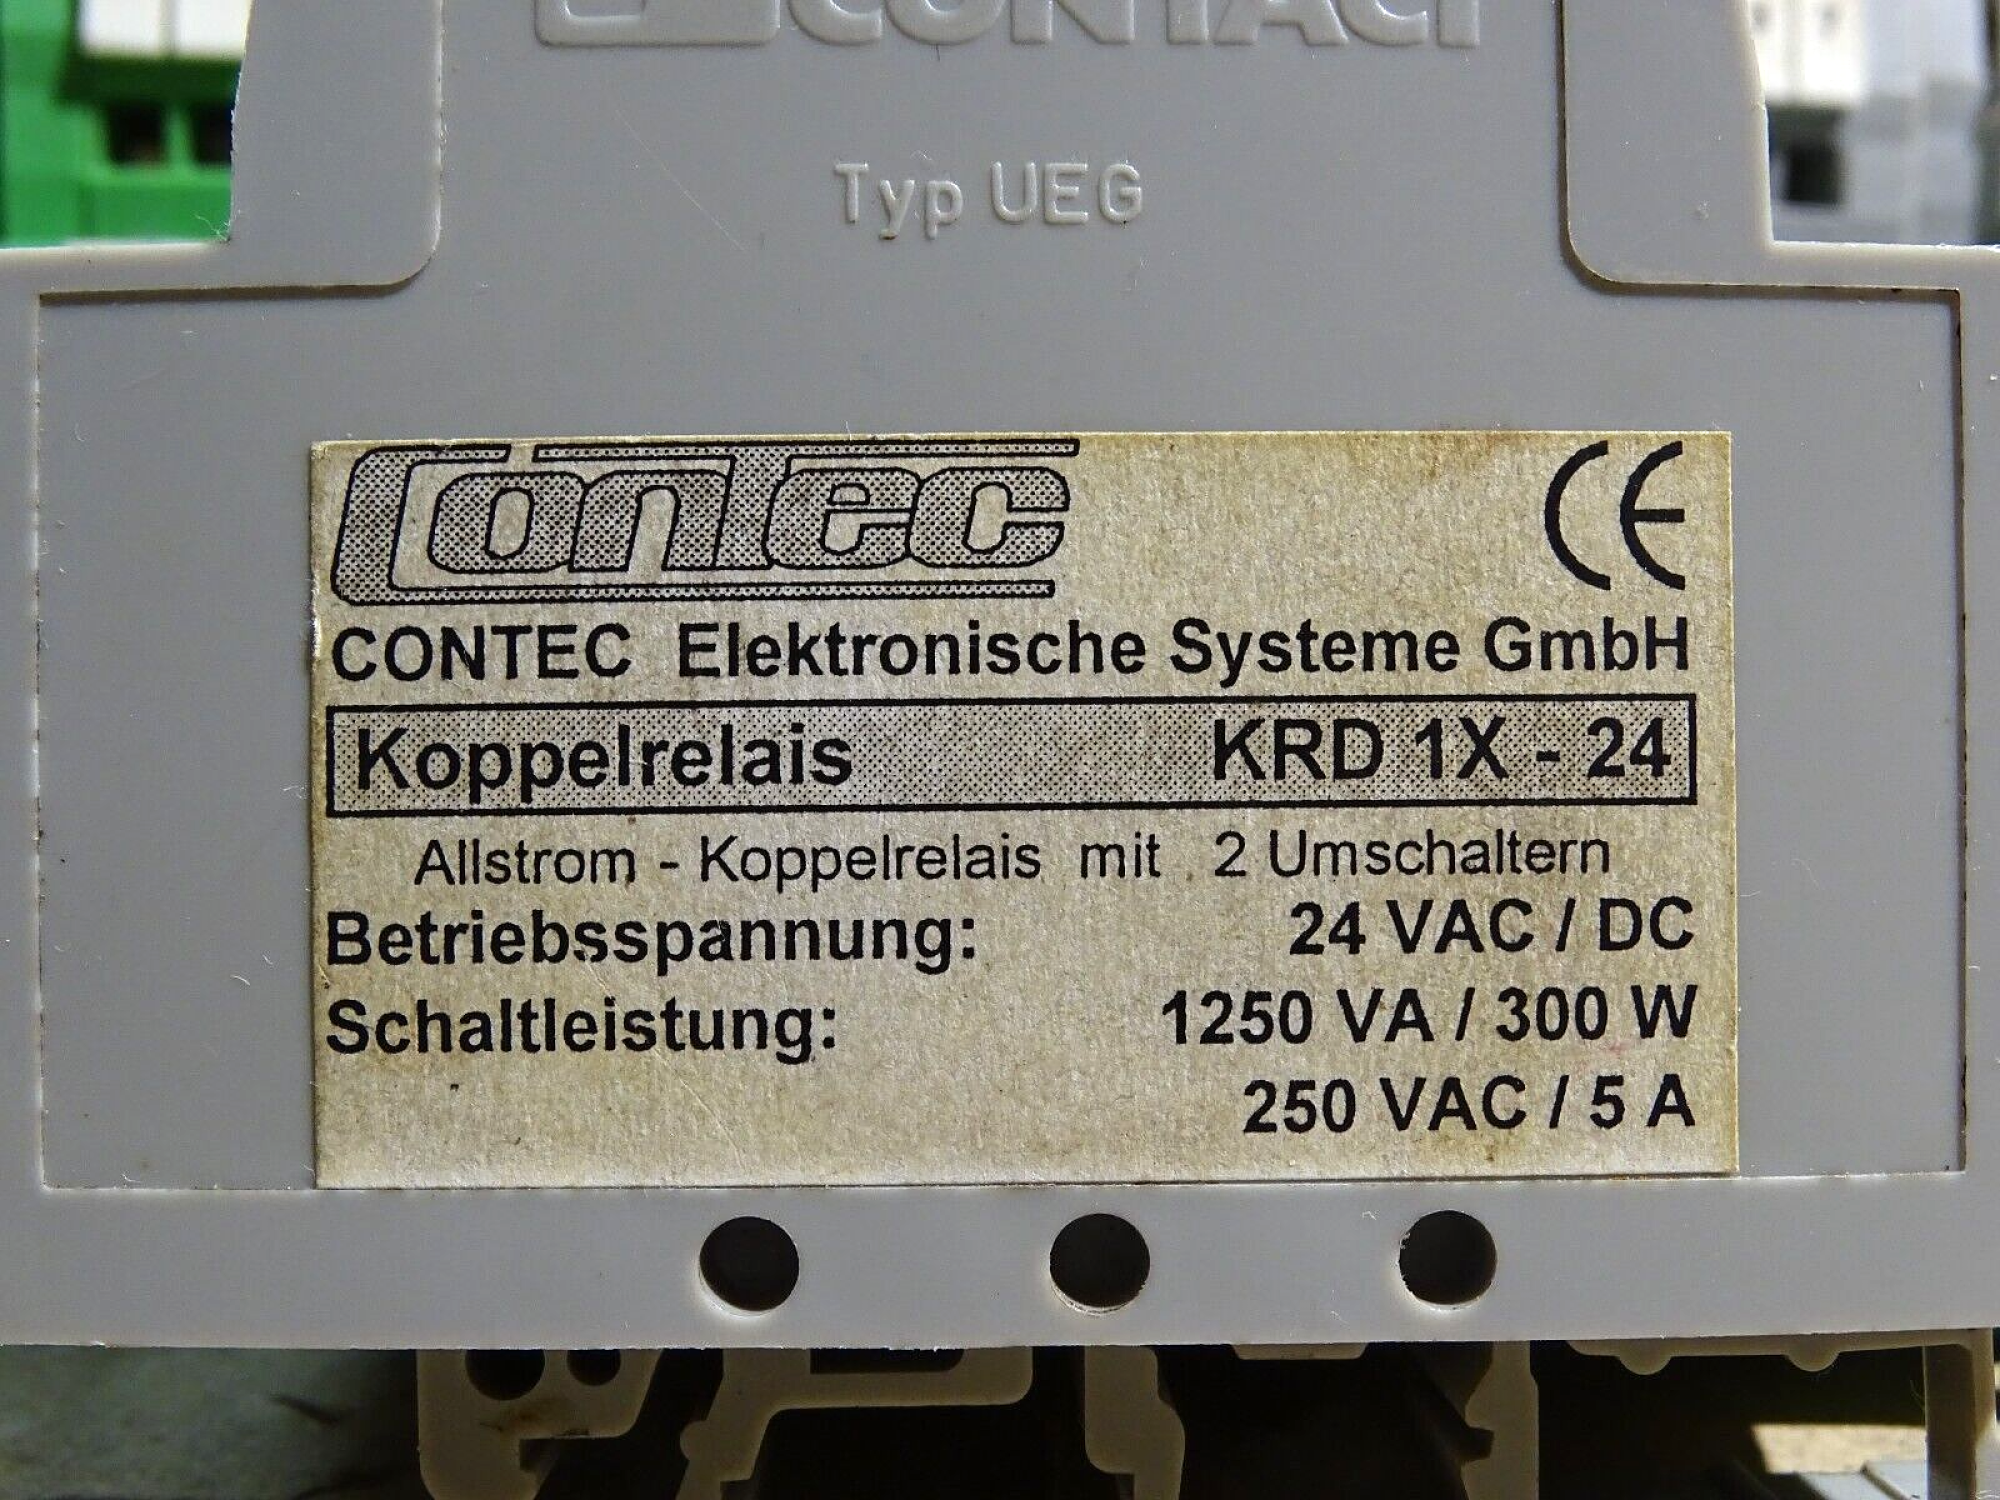 CONTACT
Typ UEG
Contec
CE
CONTEC Elektronische Systeme GmbH
Koppelrelais KRD 1X - 24
Allstrom - Koppelrelais mit 2 Umschaltern
Betriebsspannung: 24 VAC / DC
Schaltleistung: 1250 VA / 300 W
250 VAC / 5 A